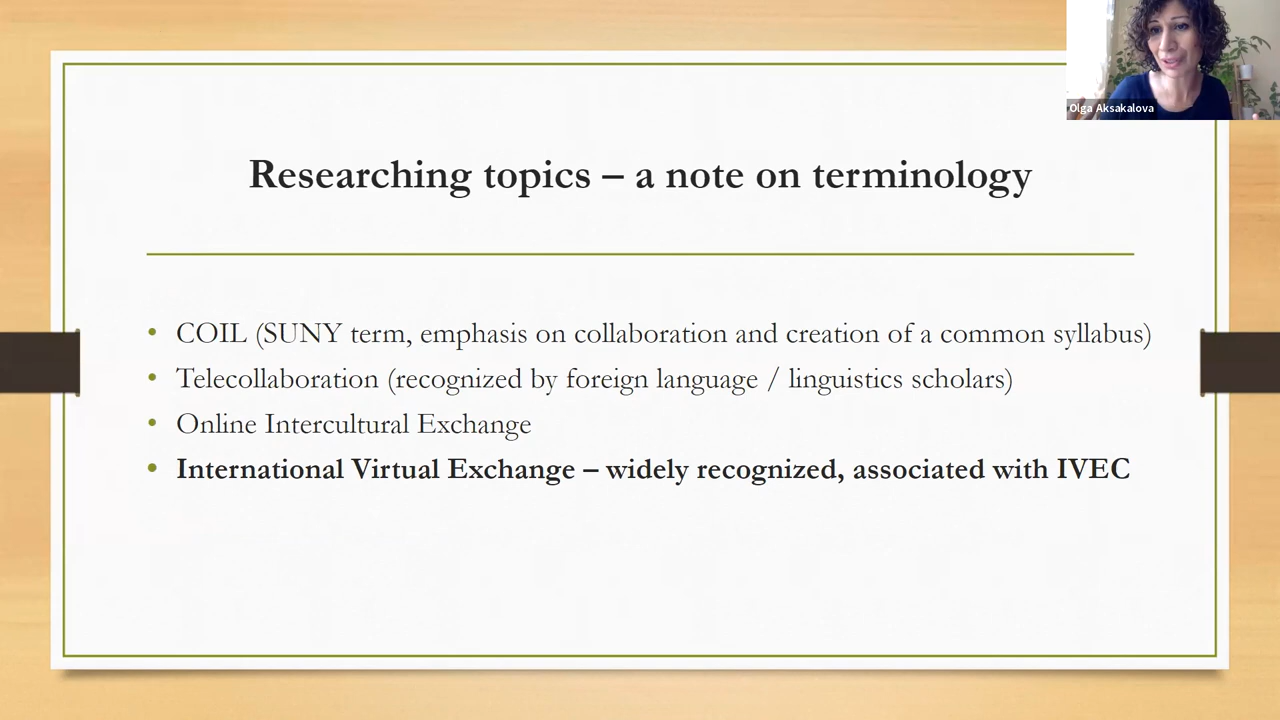 Olga Aksakalova
Researching topics – a note on terminology
• COIL (SUNY term, emphasis on collaboration and creation of a common syllabus)
• Telecollaboration (recognized by foreign language / linguistics scholars)
• Online Intercultural Exchange
• International Virtual Exchange – widely recognized, associated with IVEC